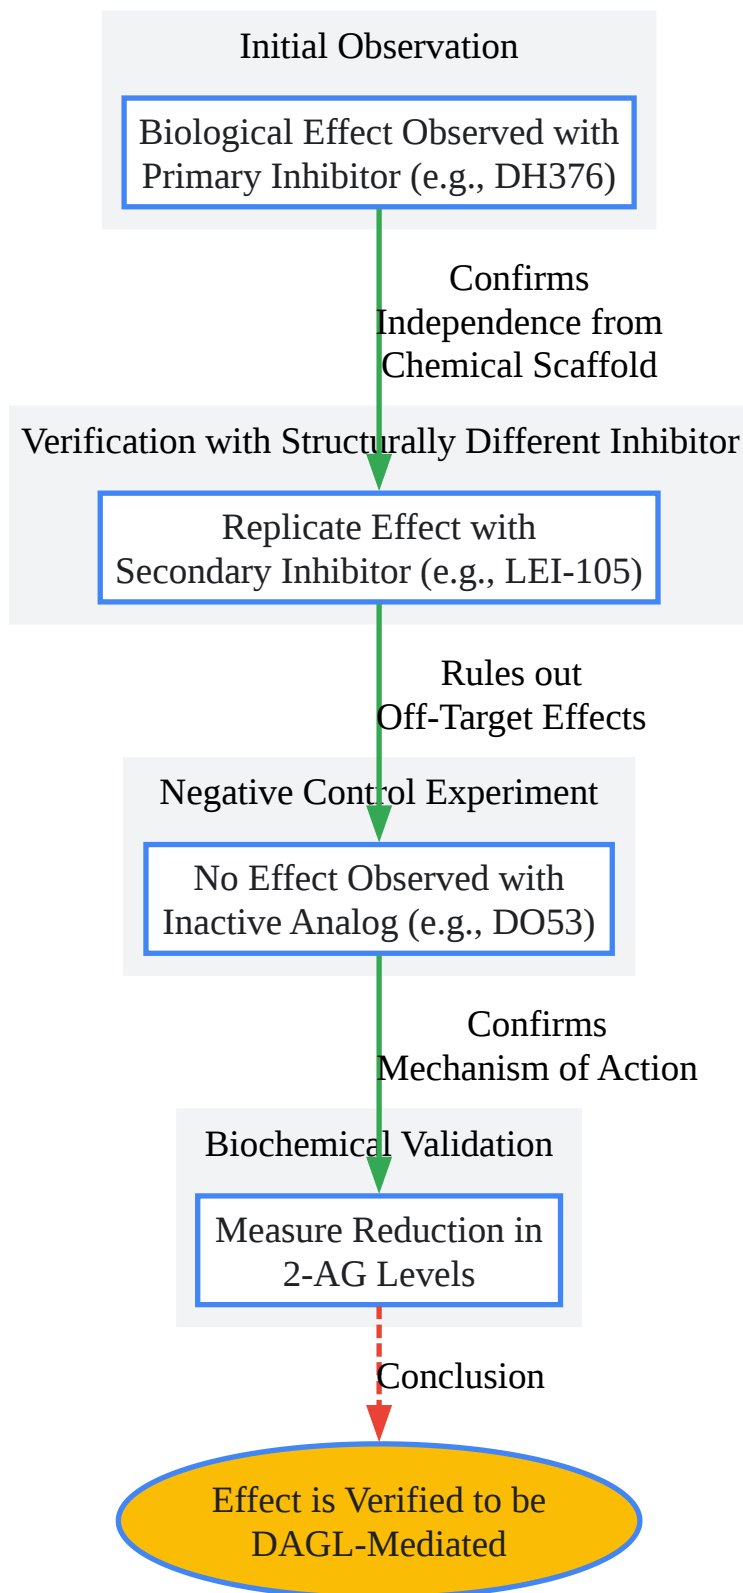 Initial Observation
Biological Effect Observed with
Primary Inhibitor (e.g., DH376)
Confirms
Independence from
Chemical Scaffold
Verification with Structurally Different Inhibitor
Replicate Effect with
Secondary Inhibitor (e.g., LEI-105)
Rules out
Off-Target Effects
Negative Control Experiment
No Effect Observed with
Inactive Analog (e.g., DO53)
Confirms
Mechanism of Action
Biochemical Validation
Measure Reduction in
2-AG Levels
Conclusion
Effect is Verified to be
DAGL-Mediated